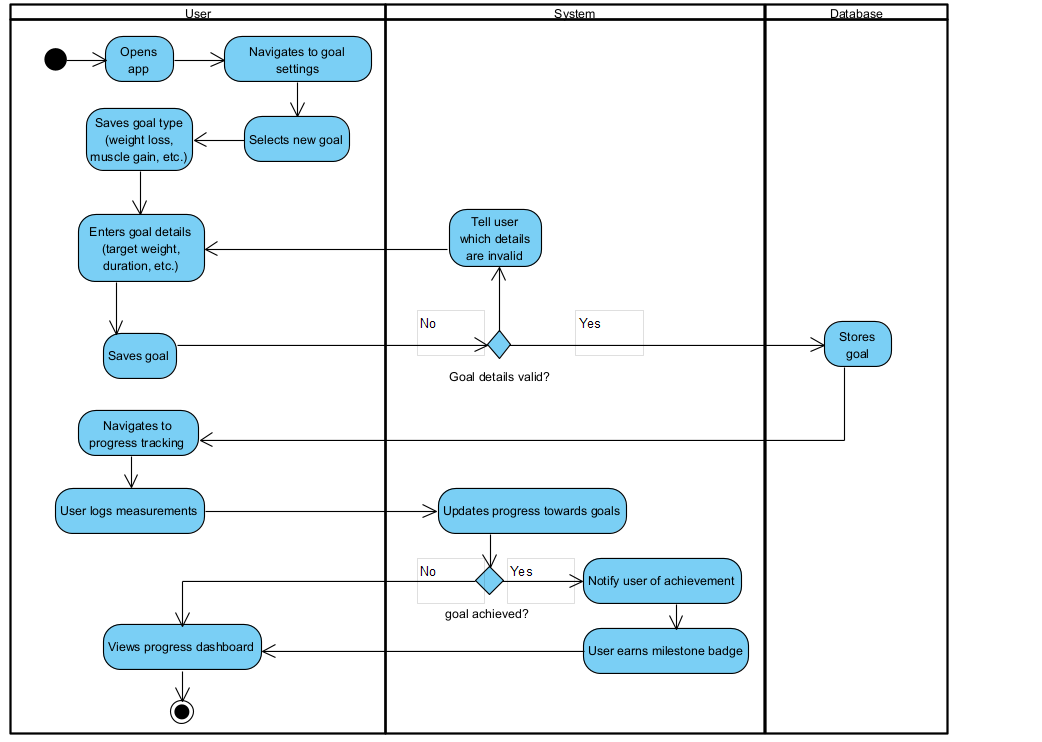 User
System
Database
Opens
app
Navigates to goal
settings
Saves goal type
(weight loss,
muscle gain, etc.)
Selects new goal
Enters goal details
(target weight,
duration, etc.)
Tell user
which details
are invalid
No
Yes
Saves goal
Goal details valid?
Stores
goal
Navigates to
progress tracking
User logs measurements
Updates progress towards goals
No
Yes
goal achieved?
Notify user of achievement
Views progress dashboard
User earns milestone badge